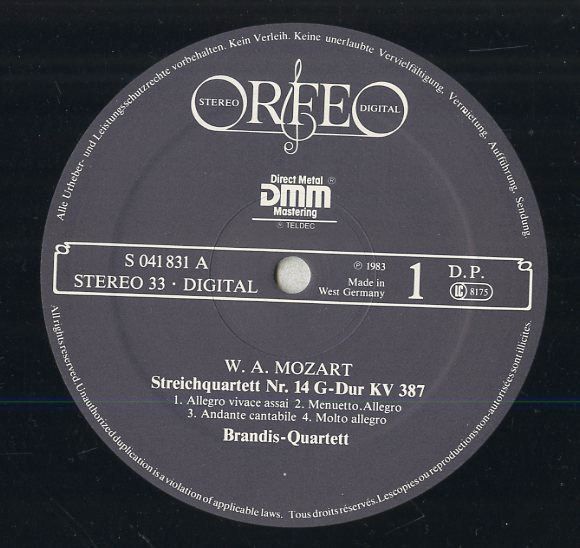 Alle Urheber- und Leistungsschutzrechte vorbehalten. Kein Verleih. Keine unerlaubte Vervielfältigung, Vermietung, Aufführung, Sendung.
STEREO ORFEO DIGITAL
Direct Metal ®
DMM
Mastering
® TELDEC
S 041831 A
STEREO 33 · DIGITAL
℗ 1983
Made in
West Germany
1
D.P.
LC 8175
W. A. MOZART
Streichquartett Nr. 14 G-Dur KV 387
1. Allegro vivace assai 2. Menuetto. Allegro
3. Andante cantabile 4. Molto allegro
Brandis-Quartett
All rights reserved. Unauthorized duplication is a violation of applicable laws. Tous droits réservés. Les copies ou reproductions non-autorisées sont illicites.